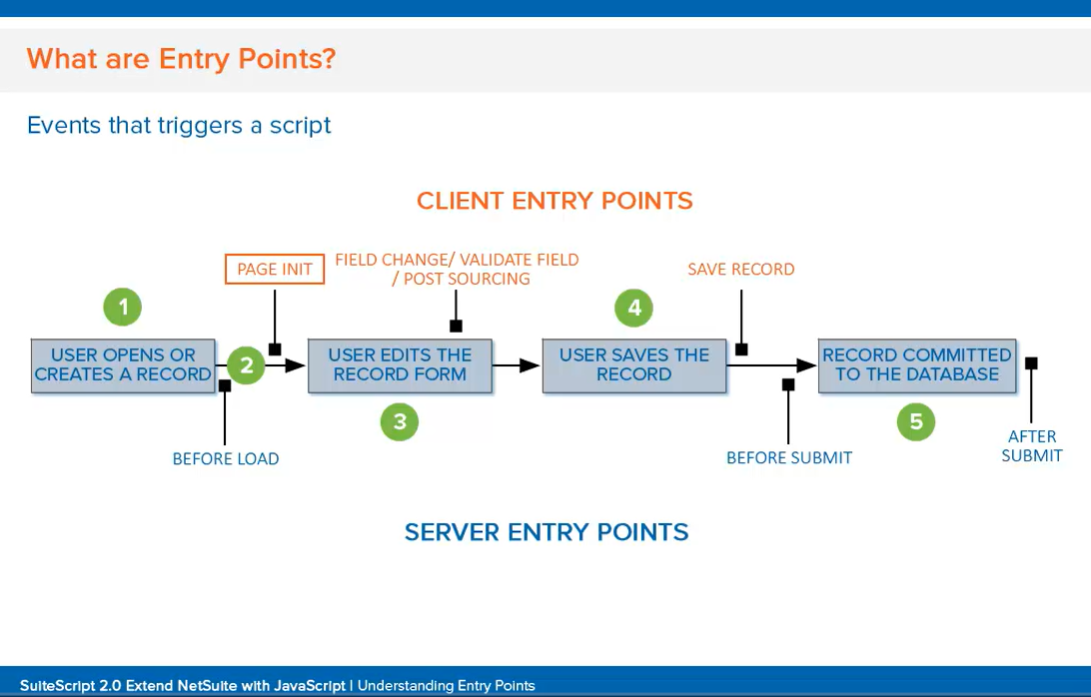 What are Entry Points?
Events that triggers a script
CLIENT ENTRY POINTS
PAGE INIT
FIELD CHANGE/ VALIDATE FIELD
/ POST SOURCING
SAVE RECORD
1
USER OPENS OR
CREATES A RECORD
2
USER EDITS THE
RECORD FORM
3
4
USER SAVES THE
RECORD
RECORD COMMITTED
TO THE DATABASE
5
BEFORE LOAD
BEFORE SUBMIT
AFTER
SUBMIT
SERVER ENTRY POINTS
SuiteScript 2.0 Extend NetSuite with JavaScript | Understanding Entry Points